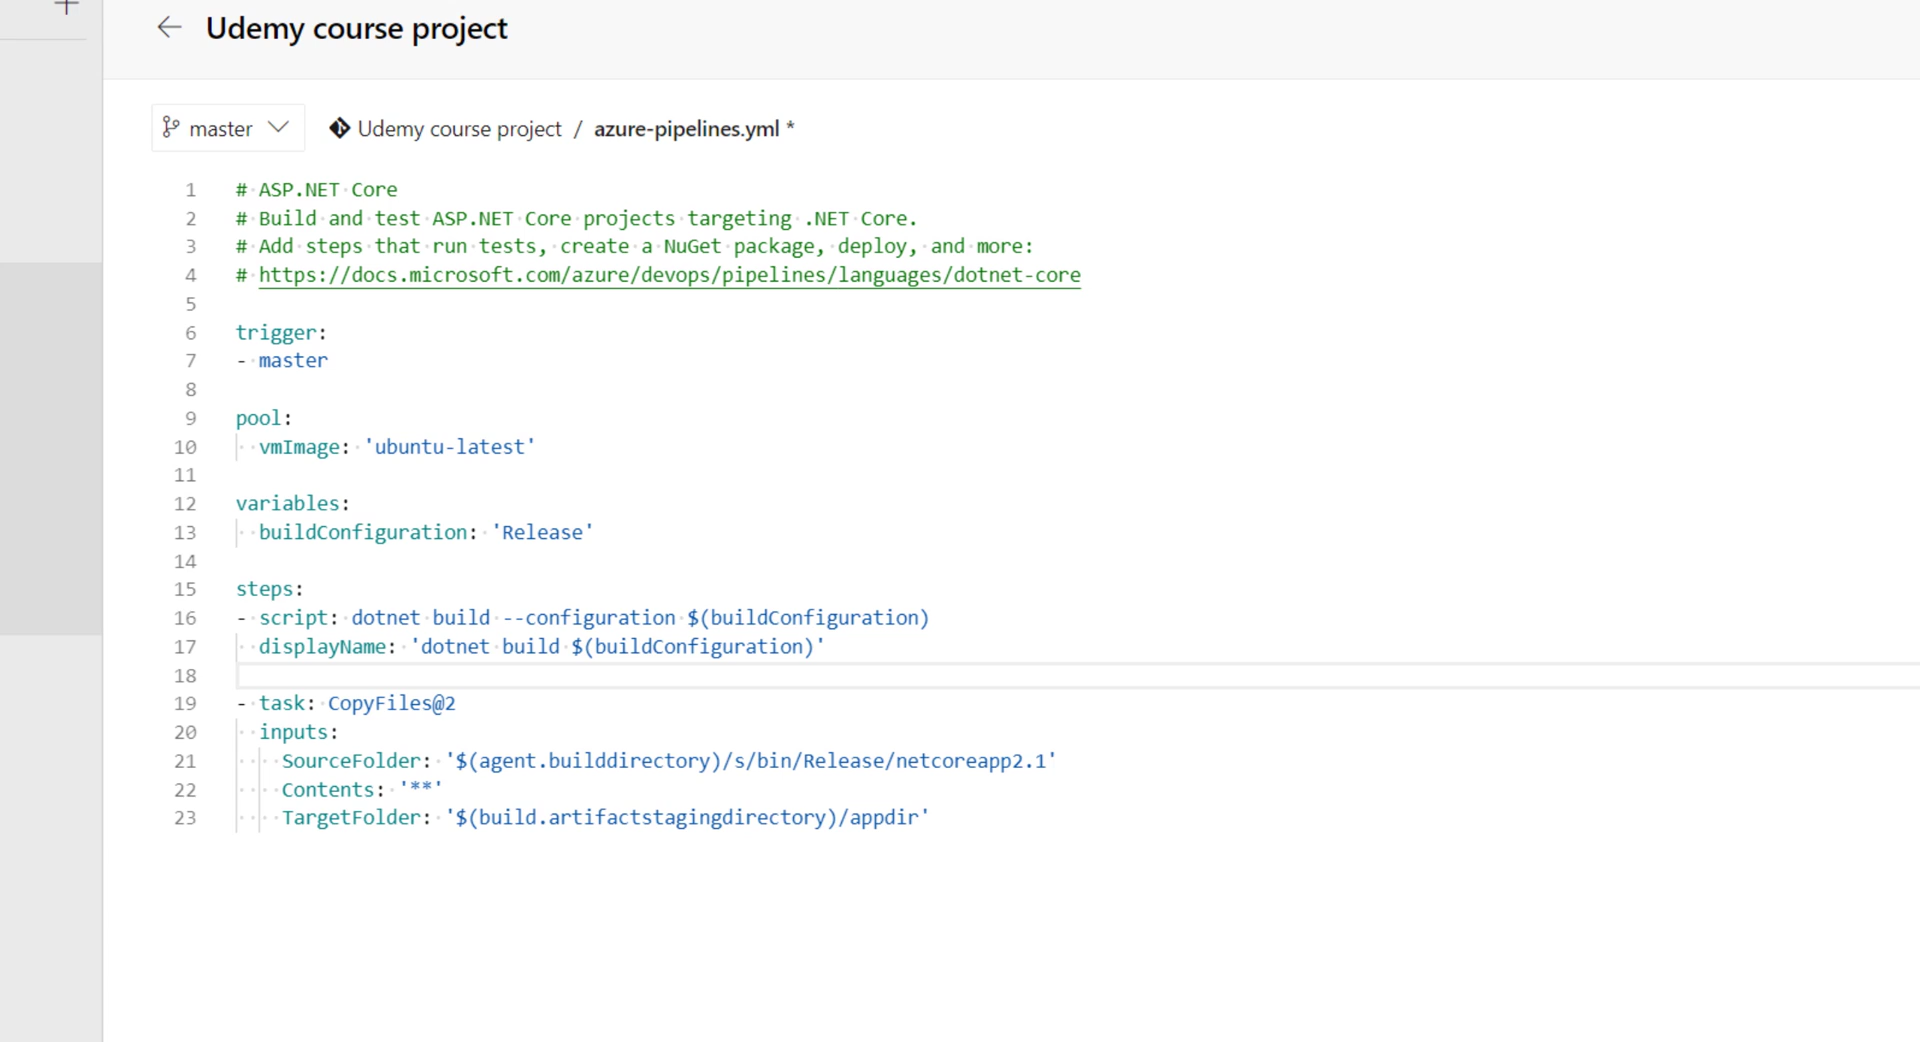 Udemy course project
master Udemy course project / azure-pipelines.yml *
1 # ASP.NET Core
2 # Build and test ASP.NET Core projects targeting .NET Core.
3 # Add steps that run tests, create a NuGet package, deploy, and more:
4 # https://docs.microsoft.com/azure/devops/pipelines/languages/dotnet-core
5
6 trigger:
7 - master
8
9 pool:
10   vmImage: 'ubuntu-latest'
11
12 variables:
13   buildConfiguration: 'Release'
14
15 steps:
16 - script: dotnet build --configuration $(buildConfiguration)
17   displayName: 'dotnet build $(buildConfiguration)'
18
19 - task: CopyFiles@2
20   inputs:
21     SourceFolder: '$(agent.builddirectory)/s/bin/Release/netcoreapp2.1'
22     Contents: '**'
23     TargetFolder: '$(build.artifactstagingdirectory)/appdir'